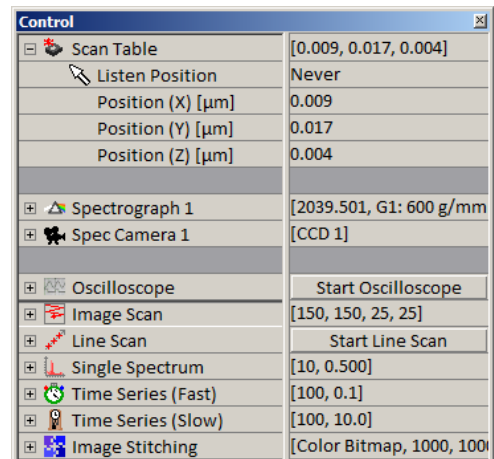 Control
Scan Table [0.009, 0.017, 0.004]
Listen Position Never
Position (X) [µm] 0.009
Position (Y) [µm] 0.017
Position (Z) [µm] 0.004
Spectrograph 1 [2039.501, G1: 600 g/mm
Spec Camera 1 [CCD 1]
Oscilloscope Start Oscilloscope
Image Scan [150, 150, 25, 25]
Line Scan Start Line Scan
Single Spectrum [10, 0.500]
Time Series (Fast) [100, 0.1]
Time Series (Slow) [100, 10.0]
Image Stitching [Color Bitmap, 1000, 100